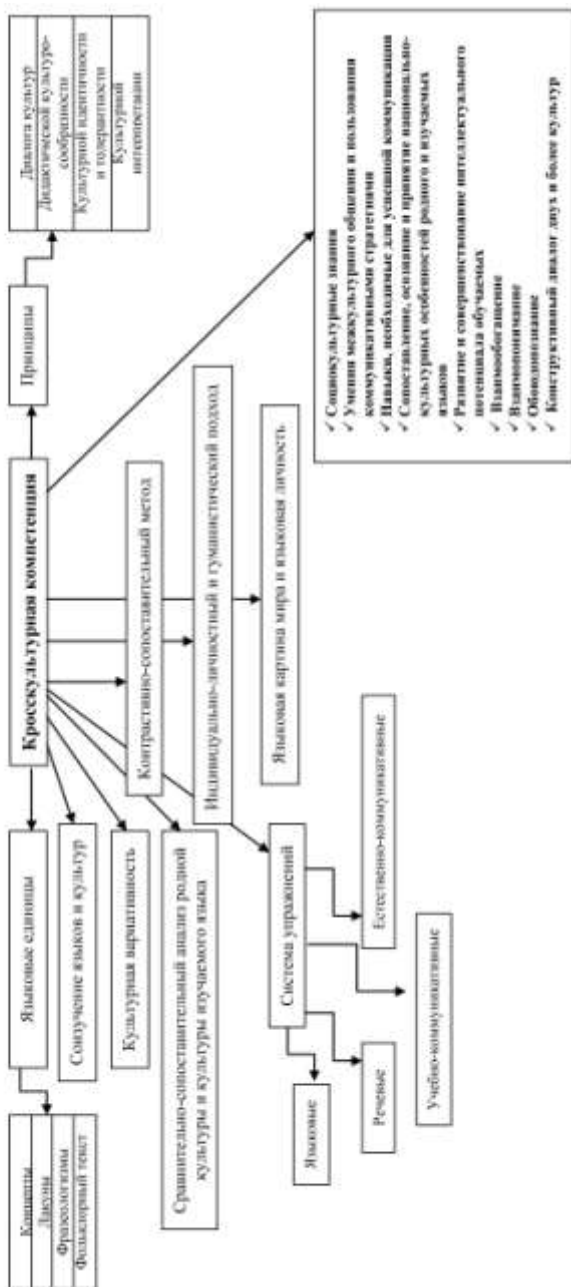 Кросскультурная компетенция
Языковые единицы
Концепты
Лакуны
Фразеологизмы
Фольклорный текст
Соизучение языков и культур
Культурная вариативность
Сравнительно-сопоставительный анализ родной
культуры и культуры изучаемого языка
Система упражнений
Языковые
Речевые
Учебно-коммуникативные
Естественно-коммуникативные
Контрастивно-сопоставительный метод
Индивидуально-личностный и гуманистический подход
Языковая картина мира и языковая личность
Принципы
Диалога культур
Дидактической культуро-
сообразности
Культурной идентичности
и толерантности
Культурной
интерпретации
✓ Социокультурные знания
✓ Умения межкультурного общения и пользования
коммуникативными стратегиями
✓ Навыки, необходимые для успешной коммуникации
✓ Сопоставление, осознание и принятие национально-
культурных особенностей родного и изучаемых
языков
✓ Развитие и совершенствование интеллектуального
потенциала обучаемых
✓ Взаимообогащение
✓ Взаимопонимание
✓ Обоюдопознание
✓ Конструктивный диалог двух и более культур